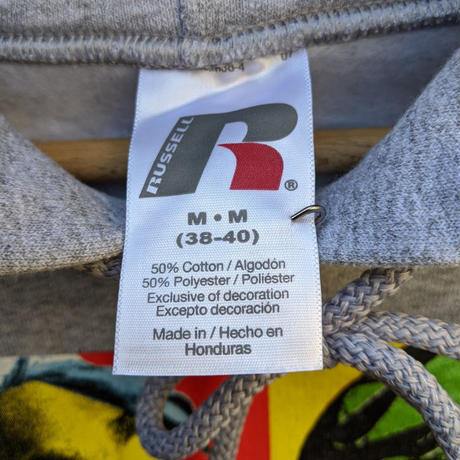 RUSSELL
R
®
M • M
(38-40)
50% Cotton / Algodón
50% Polyester / Poliéster
Exclusive of decoration
Excepto decoración
Made in / Hecho en
Honduras